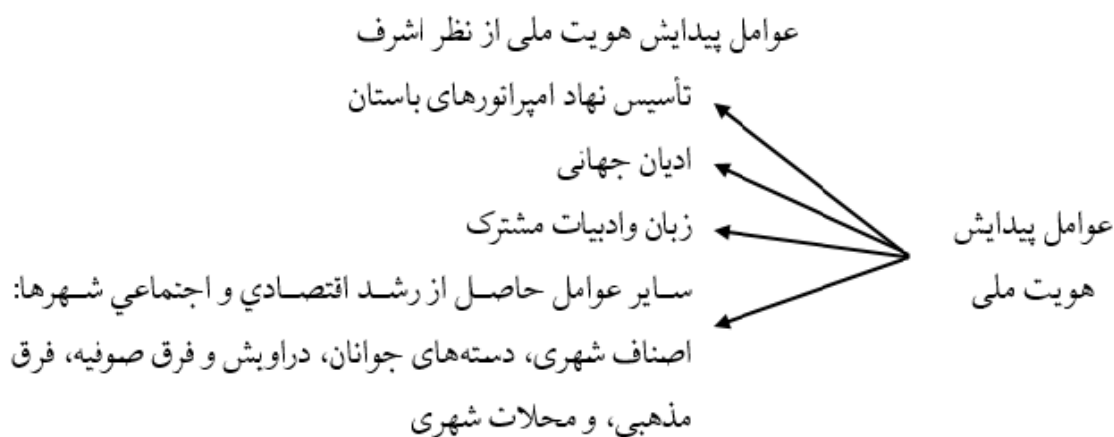 عوامل پیدایش هویت ملی از نظر اشرف
تأسیس نهاد امپرانورهای باستان
ادیان جهانی
زبان وادبیات مشترک
عوامل پیدایش
هویت ملی
سایر عوامل حاصل از رشد اقتصادي و اجتماعي شهرها:
اصناف شهری، دسته‌های جوانان، دراویش و فرق صوفیه، فرق
مذهبی، و محلات شهری